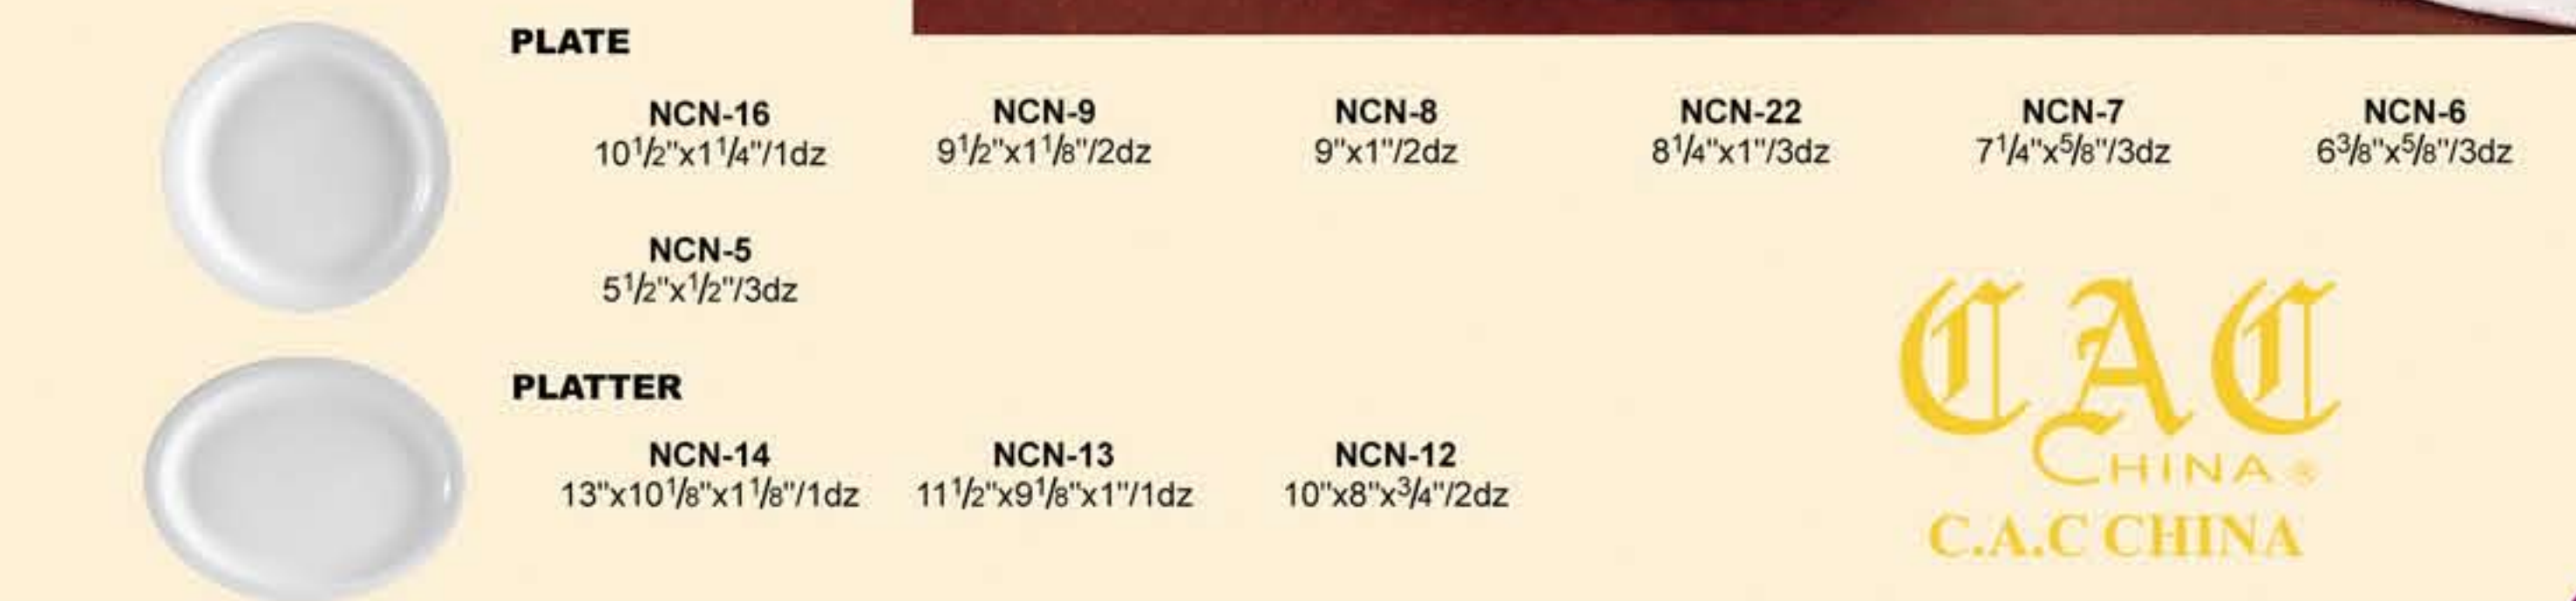 PLATE
NCN-16 NCN-9 NCN-8 NCN-22 NCN-7 NCN-6
10 1/2"x1 1/4"/1dz 9 1/2"x1 1/8"/2dz 9"x1"/2dz 8 1/4"x1"/3dz 7 1/4"x5/8"/3dz 6 3/8"x5/8"/3dz
NCN-5
5 1/2"x1/2"/3dz
PLATTER
NCN-14 NCN-13 NCN-12
13"x10 1/8"x1 1/8"/1dz 11 1/2"x9 1/8"x1"/1dz 10"x8"x3/4"/2dz
CAC
CHINA®
C.A.C CHINA